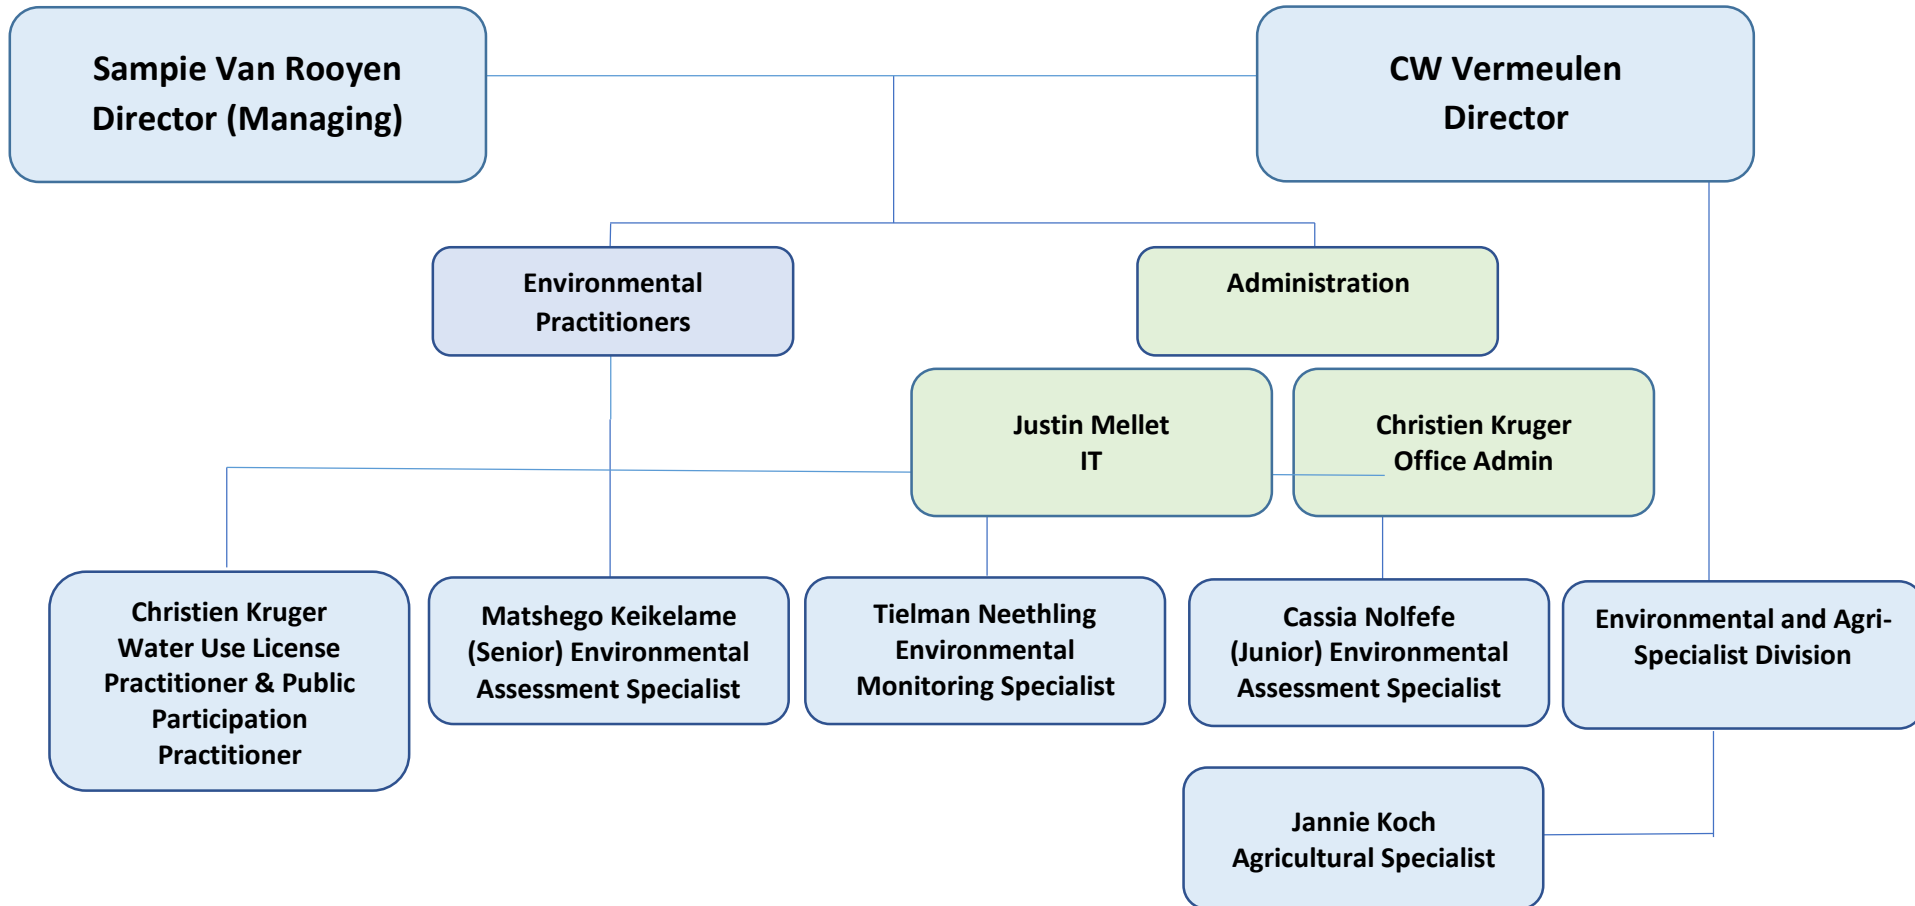 Sampie Van Rooyen
Director (Managing)
CW Vermeulen
Director
Environmental
Practitioners
Administration
Justin Mellet
IT
Christien Kruger
Office Admin
Christien Kruger
Water Use License
Practitioner & Public
Participation
Practitioner
Matshego Keikelame
(Senior) Environmental
Assessment Specialist
Tielman Neethling
Environmental
Monitoring Specialist
Cassia Nolfefe
(Junior) Environmental
Assessment Specialist
Environmental and Agri-
Specialist Division
Jannie Koch
Agricultural Specialist